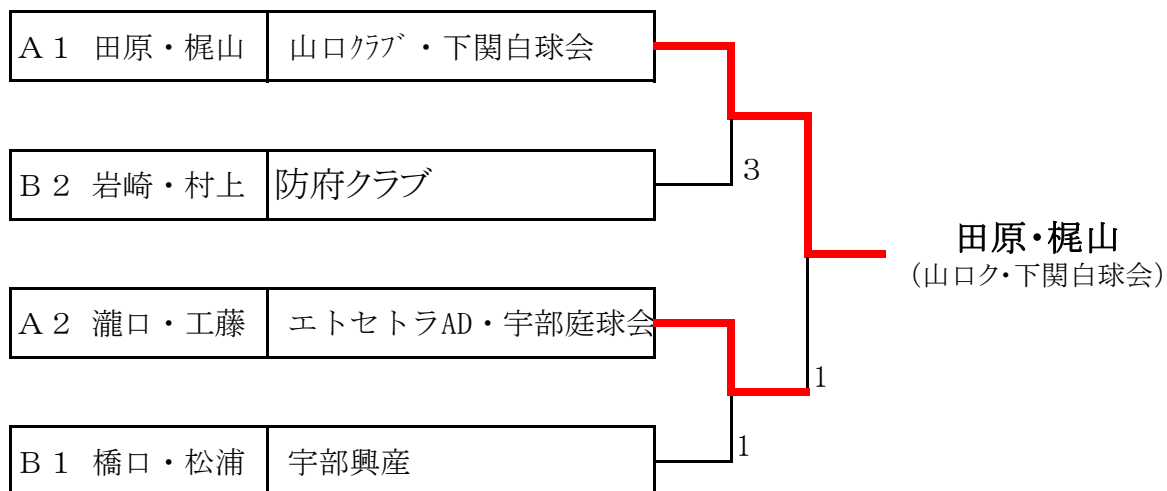 Ａ１ 田原・梶山 山口ｸﾗﾌﾞ・下関白球会
Ｂ２ 岩崎・村上 防府クラブ
3
田原・梶山
（山口ク・下関白球会）
Ａ２ 瀧口・工藤 エトセトラAD・宇部庭球会
1
Ｂ１ 橋口・松浦 宇部興産
1